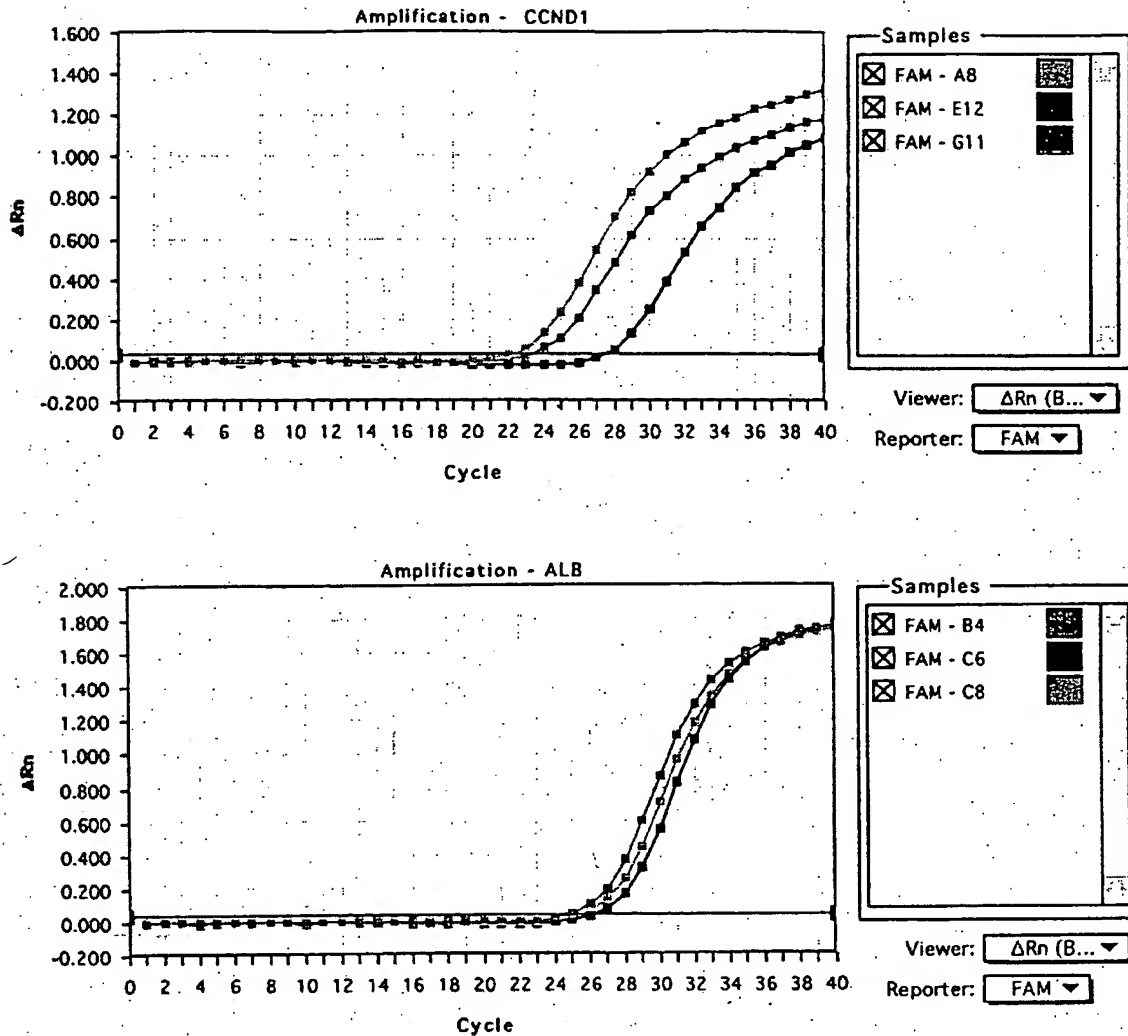 Amplification - CCND1
1.600
1.400
1.200
1.000
0.800
0.600
0.400
0.200
0.000
-0.200
ΔRn
0 2 4 6 8 10 12 14 16 18 20 22 24 26 28 30 32 34 36 38 40
Cycle
Samples
FAM - A8
FAM - E12
FAM - G11
Viewer: ΔRn (B... ▼
Reporter: FAM ▼
Amplification - ALB
2.000
1.800
1.600
1.400
1.200
1.000
0.800
0.600
0.400
0.200
0.000
-0.200
ΔRn
0 2 4 6 8 10 12 14 16 18 20 22 24 26 28 30 32 34 36 38 40
Cycle
Samples
FAM - B4
FAM - C6
FAM - C8
Viewer: ΔRn (B... ▼
Reporter: FAM ▼